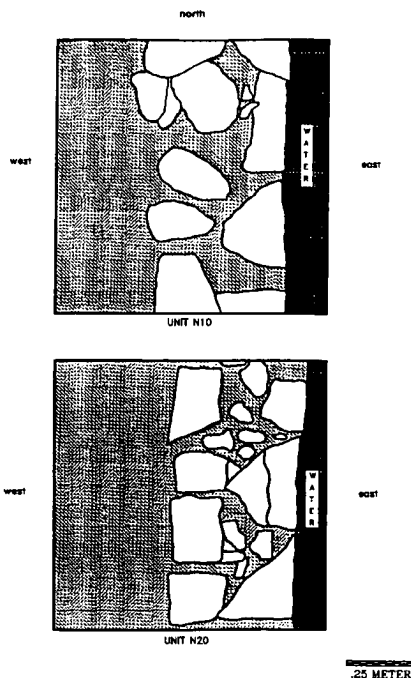 north
west
WATER
east
UNIT N10
west
WATER
east
UNIT N20
.25 METER